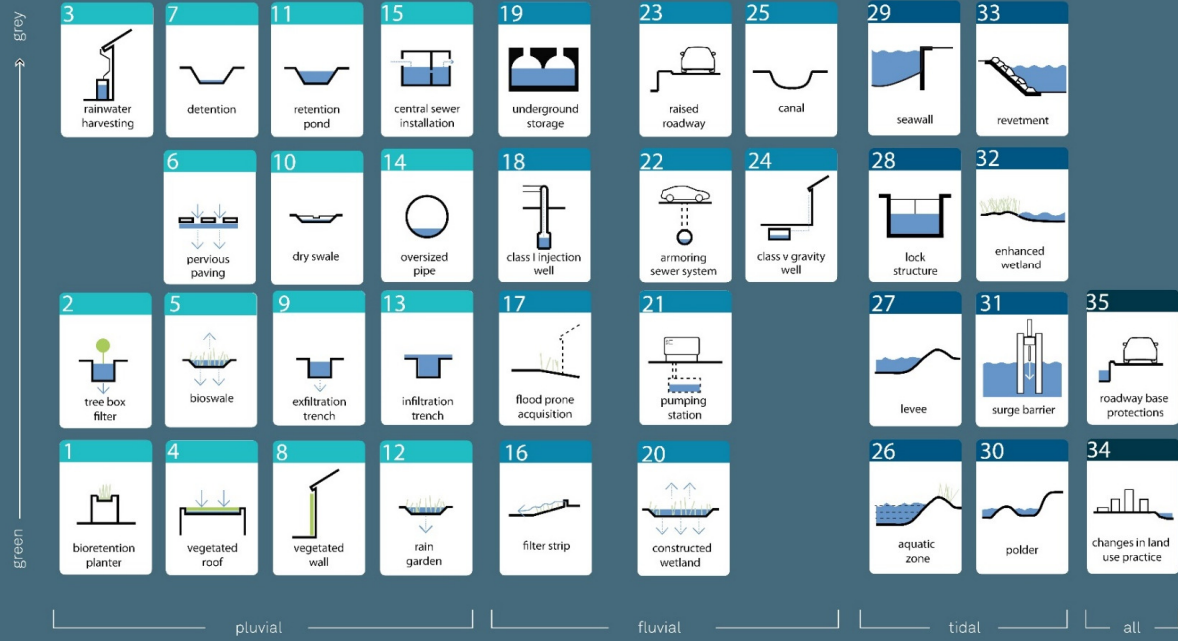 grey
3
rainwater
harvesting
7
detention
11
retention
pond
15
central sewer
installation
19
underground
storage
23
raised
roadway
25
canal
29
seawall
33
revetment
6
pervious
paving
10
dry swale
14
oversized
pipe
18
class I injection
well
22
armoring
sewer system
24
class v gravity
well
28
lock
structure
32
enhanced
wetland
2
tree box
filter
5
bioswale
9
exfiltration
trench
13
infiltration
trench
17
flood prone
acquisition
21
pumping
station
27
levee
31
surge barrier
35
roadway base
protections
green
1
bioretention
planter
4
vegetated
roof
8
vegetated
wall
12
rain
garden
16
filter strip
20
constructed
wetland
26
aquatic
zone
30
polder
34
changes in land
use practice
pluvial
fluvial
tidal
all